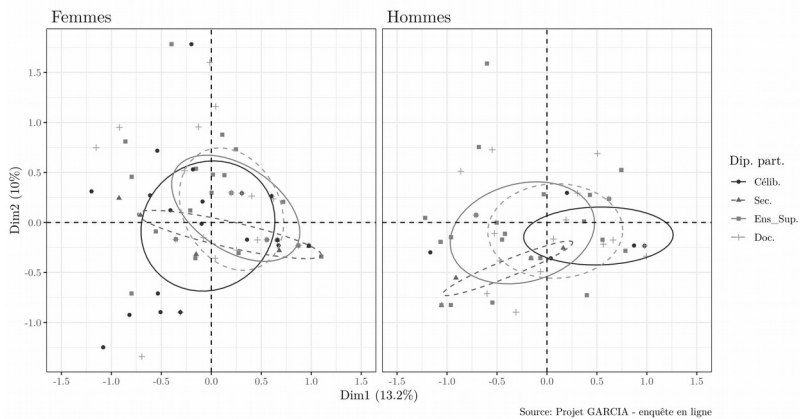 Femmes
Hommes
1.5
1.0
0.5
0.0
-0.5
-1.0
Dim2 (10%)
-1.5 -1.0 -0.5 0.0 0.5 1.0 1.5
-1.5 -1.0 -0.5 0.0 0.5 1.0 1.5
Dim1 (13.2%)
Dip. part.
Célib.
Sec.
Ens_Sup.
Doc.
Source: Projet GARCIA - enquête en ligne